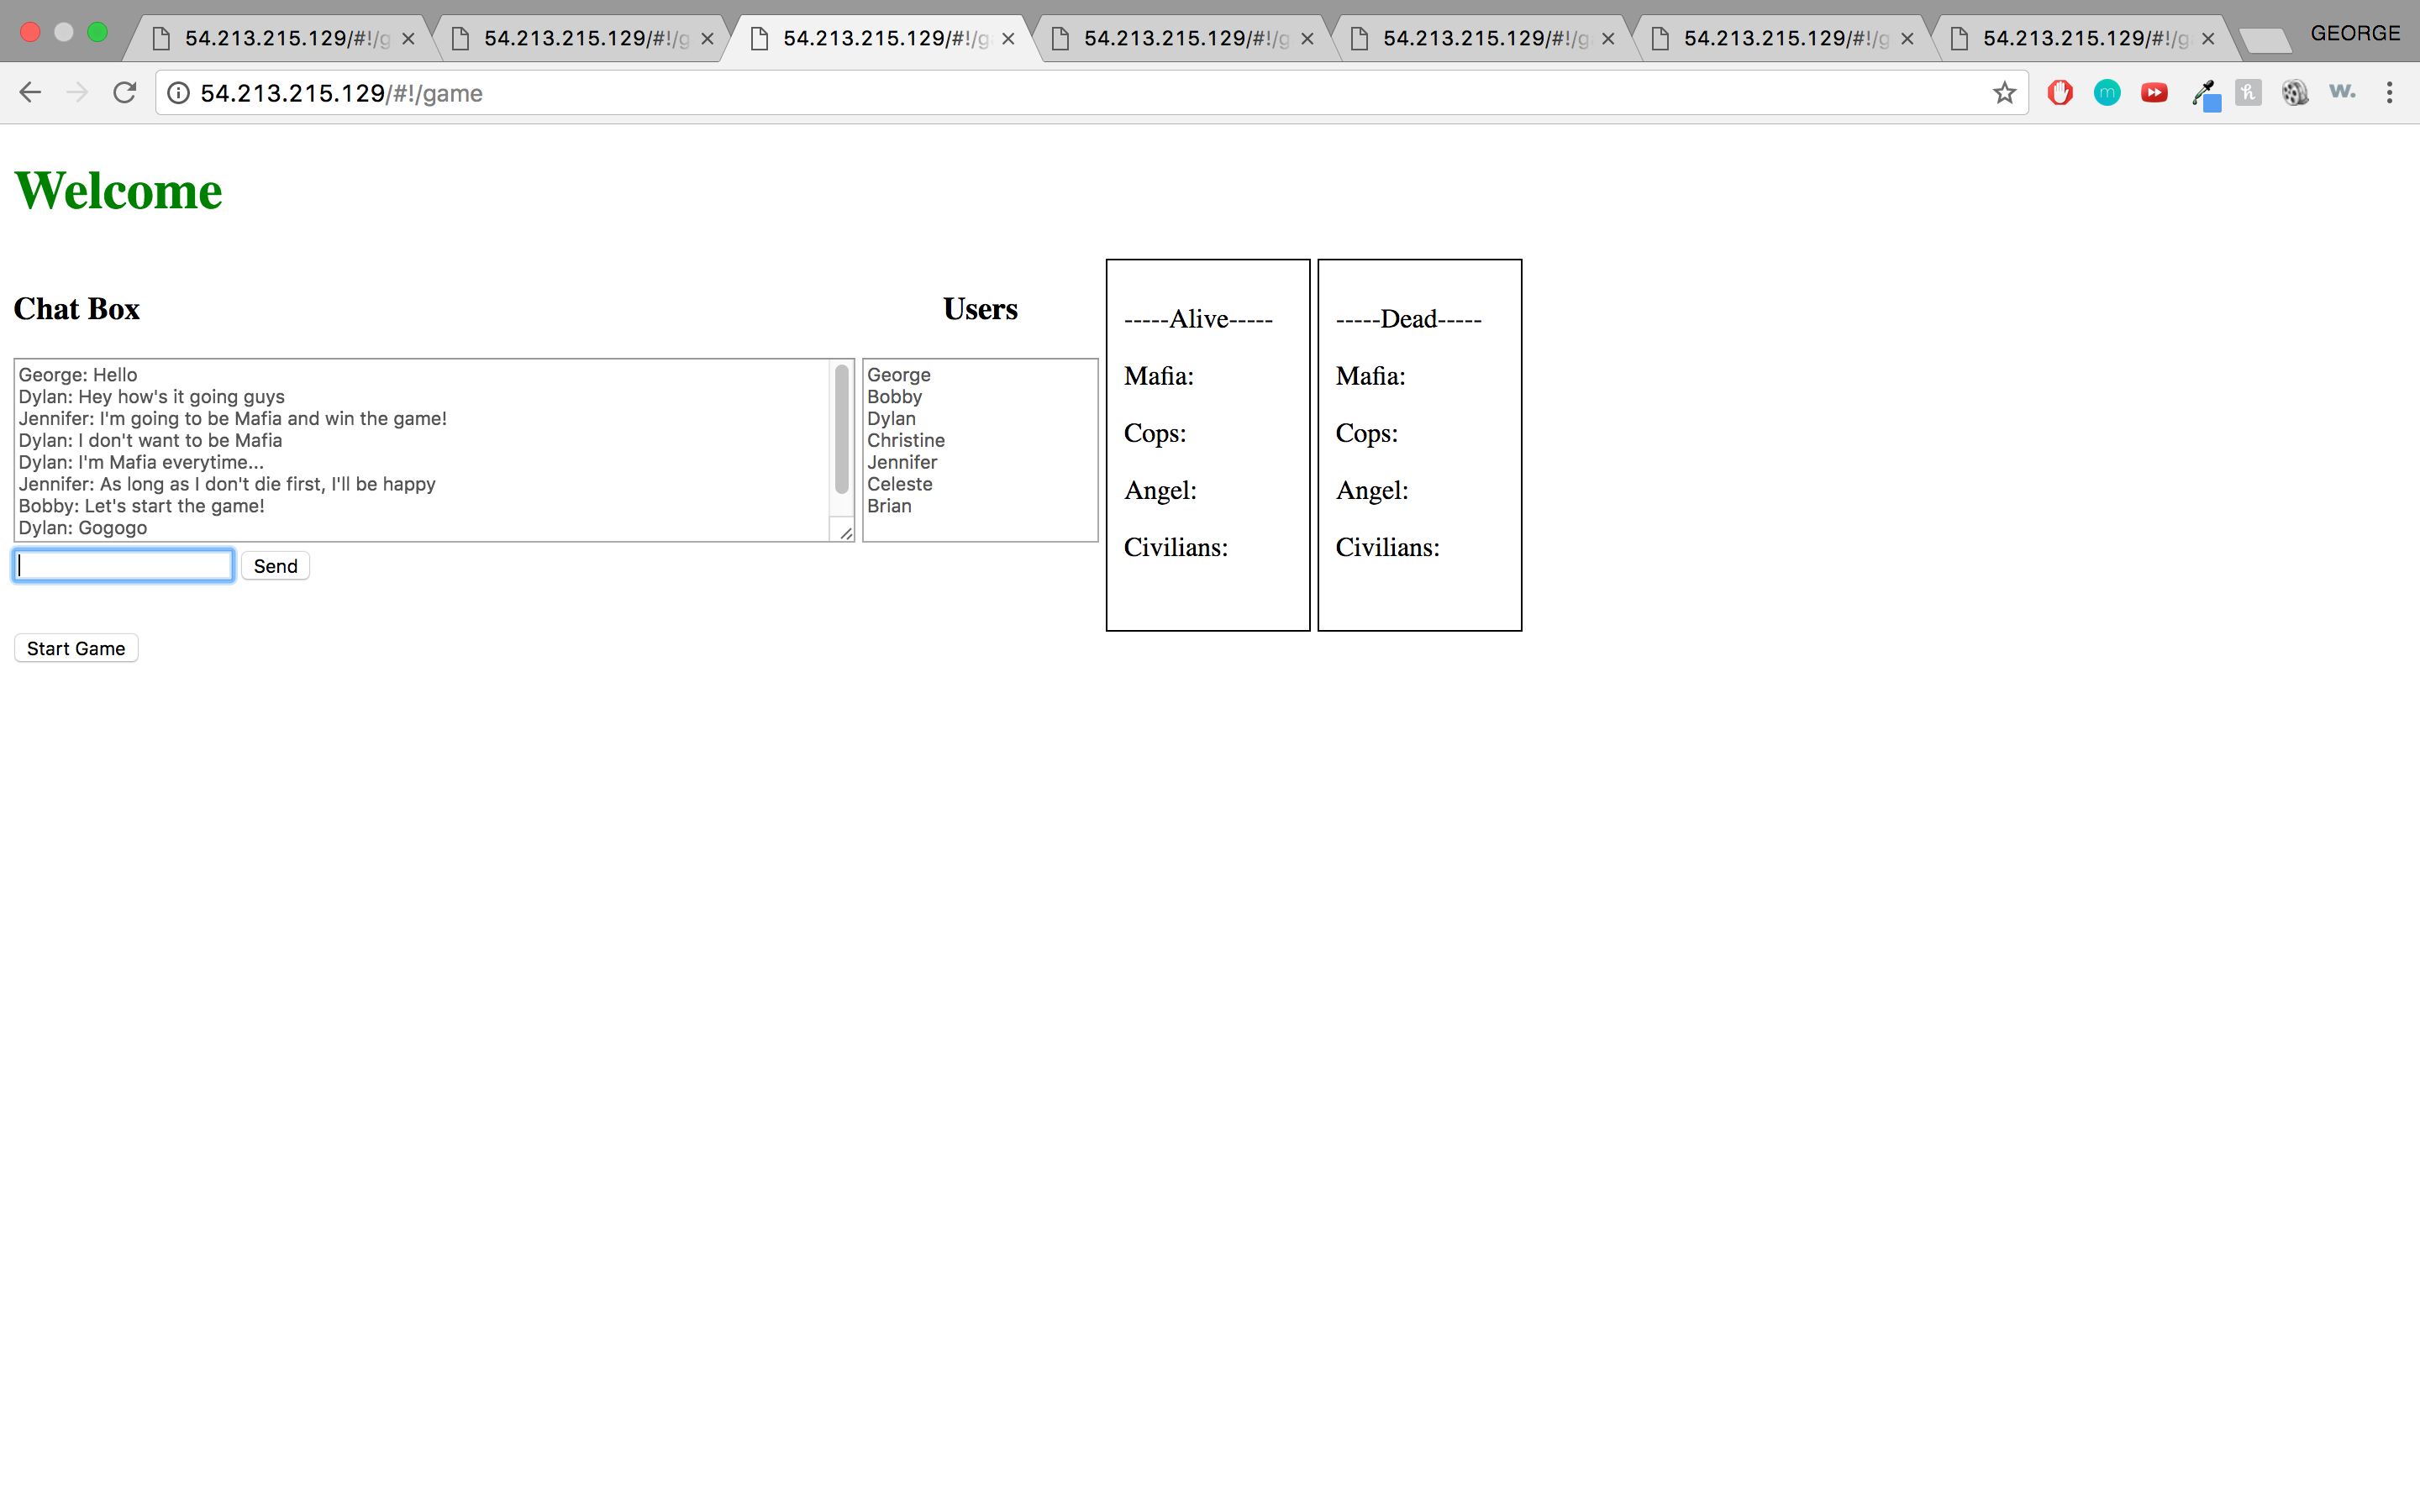 54.213.215.129/#!/g
54.213.215.129/#!/g
54.213.215.129/#!/g
54.213.215.129/#!/g
54.213.215.129/#!/g
54.213.215.129/#!/g
54.213.215.129/#!/g
GEORGE
54.213.215.129/#!/game
m
h
w.
Welcome
Chat Box
George: Hello
Dylan: Hey how's it going guys
Jennifer: I'm going to be Mafia and win the game!
Dylan: I don't want to be Mafia
Dylan: I'm Mafia everytime...
Jennifer: As long as I don't die first, I'll be happy
Bobby: Let's start the game!
Dylan: Gogogo
Send
Start Game
Users
George
Bobby
Dylan
Christine
Jennifer
Celeste
Brian
-----Alive-----
Mafia:
Cops:
Angel:
Civilians:
-----Dead-----
Mafia:
Cops:
Angel:
Civilians: